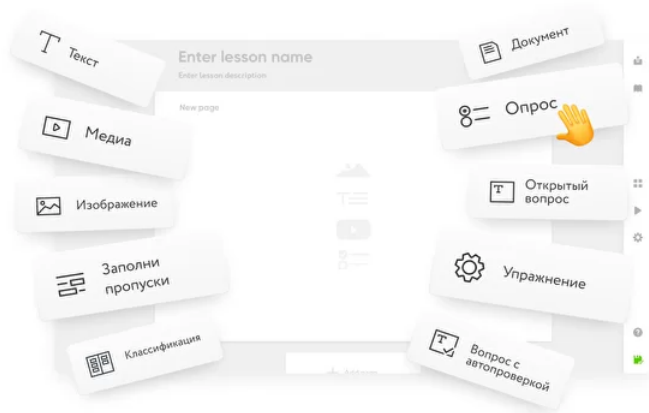 Текст
Enter lesson name
Enter lesson description
New page
Документ
Опрос
Медиа
Изображение
Открытый
вопрос
Заполни
пропуски
Упражнение
Классификация
Вопрос с
автопроверкой